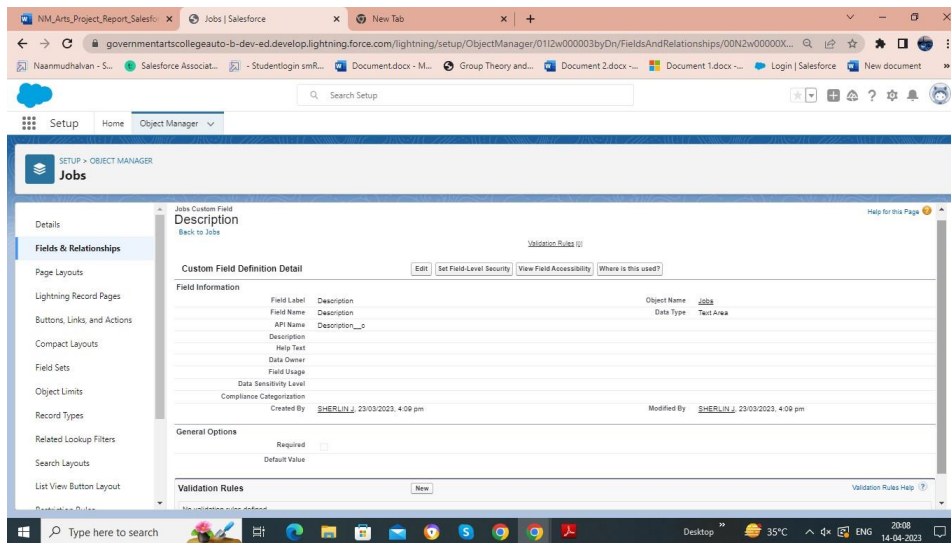 NM_Arts_Project_Report_Salesfo
Jobs | Salesforce
New Tab
governmentartscollegeauto-b-dev-ed.develop.lightning.force.com/lightning/setup/ObjectManager/01I2w000003byDn/FieldsAndRelationships/00N2w00000X...
Naanmudhalvan - S...
Salesforce Associat...
- Studentlogin smR...
Document.docx - M...
Group Theory and...
Document 2.docx -...
Document 1.docx -...
Login | Salesforce
New document
Search Setup
Setup
Home
Object Manager
SETUP > OBJECT MANAGER
Jobs
Details
Fields & Relationships
Page Layouts
Lightning Record Pages
Buttons, Links, and Actions
Compact Layouts
Field Sets
Object Limits
Record Types
Related Lookup Filters
Search Layouts
List View Button Layout
Restriction Rules
Jobs Custom Field
Description
Back to Jobs
Help for this Page
Validation Rules [0]
Custom Field Definition Detail
Edit
Set Field-Level Security
View Field Accessibility
Where is this used?
Field Information
Field Label Description Object Name Jobs
Field Name Description Data Type Text Area
API Name Description__c
Description
Help Text
Data Owner
Field Usage
Data Sensitivity Level
Compliance Categorization
Created By SHERLIN J, 23/03/2023, 4:09 pm Modified By SHERLIN J, 23/03/2023, 4:09 pm
General Options
Required
Default Value
Validation Rules
New
Validation Rules Help
No validation rules defined
Type here to search
Desktop
35°C
ENG
20:08
14-04-2023